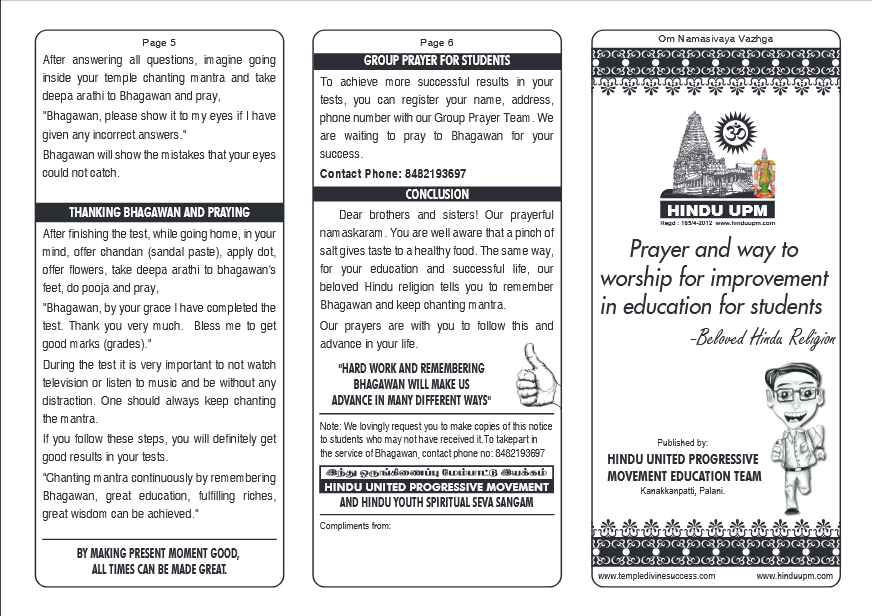 Page 5
After answering all questions, imagine going
inside your temple chanting mantra and take
deepa arathi to Bhagawan and pray,
"Bhagawan, please show it to my eyes if I have
given any incorrect answers."
Bhagawan will show the mistakes that your eyes
could not catch.
THANKING BHAGAWAN AND PRAYING
After finishing the test, while going home, in your
mind, offer chandan (sandal paste), apply dot,
offer flowers, take deepa arathi to bhagawan's
feet, do pooja and pray,
"Bhagawan, by your grace I have completed the
test. Thank you very much. Bless me to get
good marks (grades)."
During the test it is very important to not watch
television or listen to music and be without any
distraction. One should always keep chanting
the mantra.
If you follow these steps, you will definitely get
good results in your tests.
"Chanting mantra continuously by remembering
Bhagawan, great education, fulfilling riches,
great wisdom can be achieved."
BY MAKING PRESENT MOMENT GOOD,
ALL TIMES CAN BE MADE GREAT.
Page 6
GROUP PRAYER FOR STUDENTS
To achieve more successful results in your
tests, you can register your name, address,
phone number with our Group Prayer Team. We
are waiting to pray to Bhagawan for your
success.
Contact Phone: 8482193697
CONCLUSION
Dear brothers and sisters! Our prayerful
namaskaram. You are well aware that a pinch of
salt gives taste to a healthy food. The same way,
for your education and successful life, our
beloved Hindu religion tells you to remember
Bhagawan and keep chanting mantra.
Our prayers are with you to follow this and
advance in your life.
"HARD WORK AND REMEMBERING
BHAGAWAN WILL MAKE US
ADVANCE IN MANY DIFFERENT WAYS"
Note: We lovingly request you to make copies of this notice
to students who may not have received it.To takepart in
the service of Bhagawan, contact phone no: 8482193697
இந்து ஒருங்கிணைப்பு மேம்பாட்டு இயக்கம்
HINDU UNITED PROGRESSIVE MOVEMENT
AND HINDU YOUTH SPIRITUAL SEVA SANGAM
Compliments from:
Om Namasivaya Vazhga
ॐ
HINDU UPM
Regd : 185/4-2012 www.hinduupm.com
Prayer and way to
worship for improvement
in education for students
-Beloved Hindu Religion
Published by:
HINDU UNITED PROGRESSIVE
MOVEMENT EDUCATION TEAM
Kanakkanpatti, Palani.
www.templedivinesuccess.com www.hinduupm.com